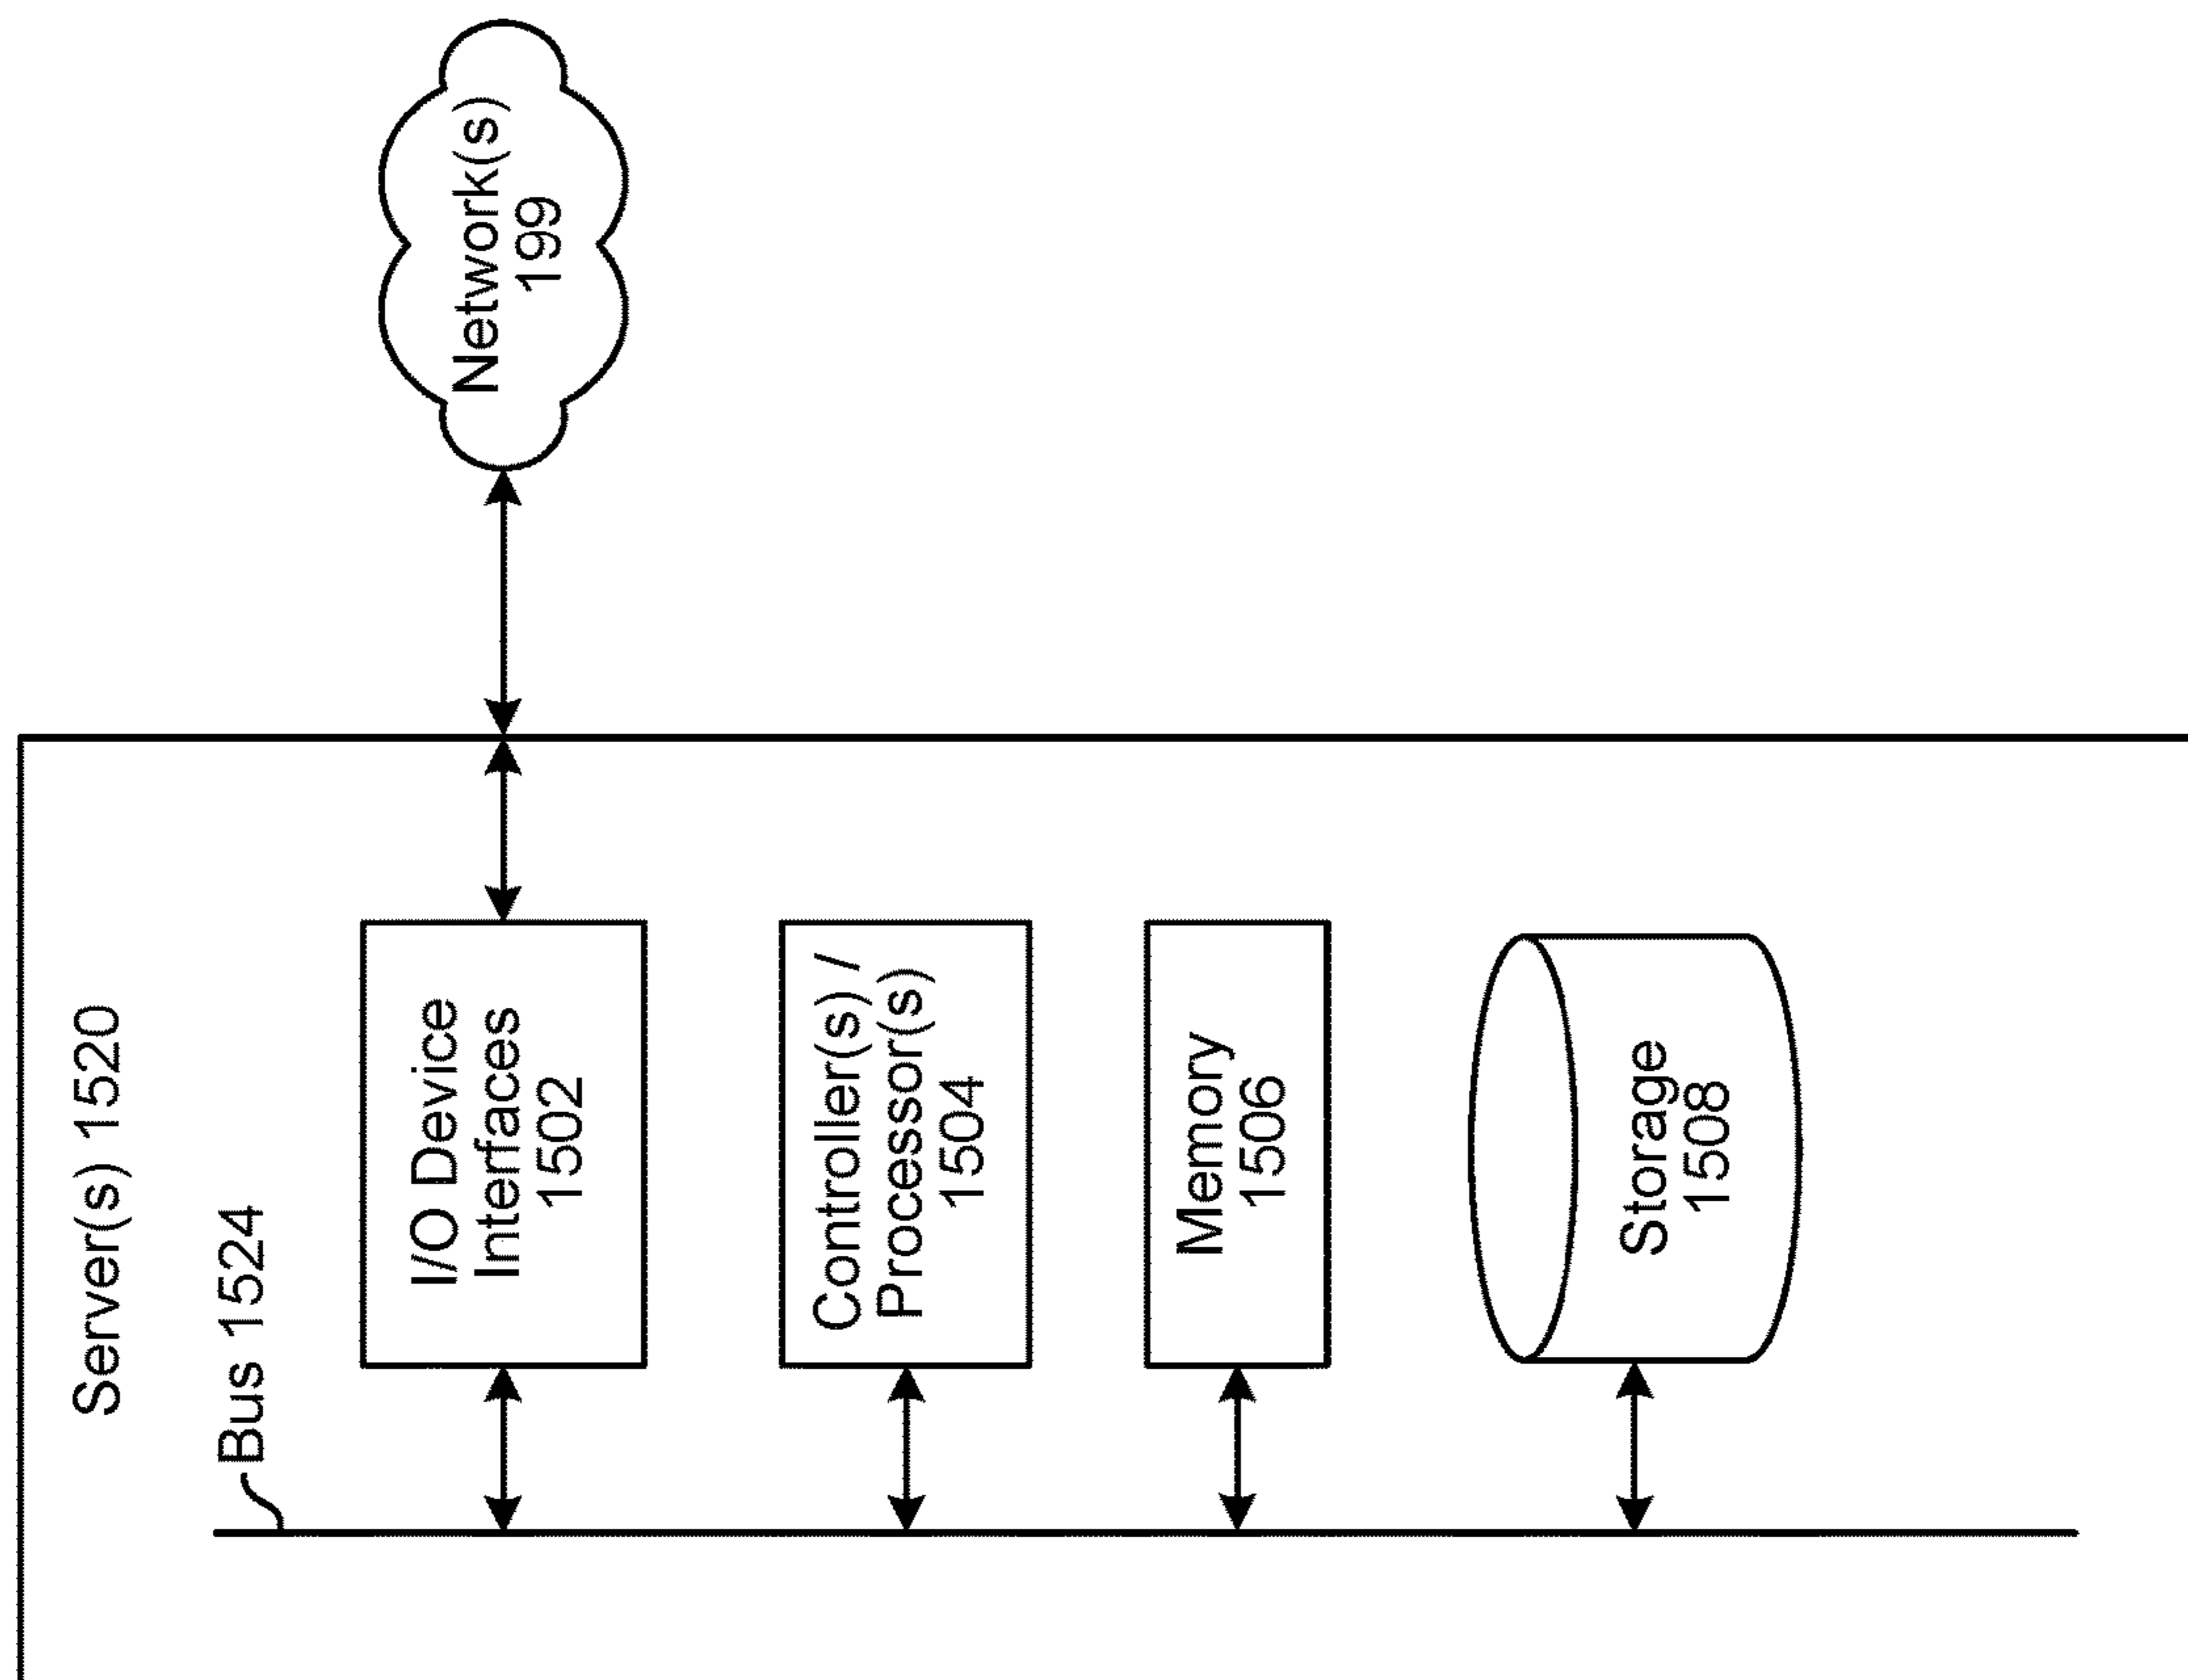 Server(s) 1520
Bus 1524
I/O Device
Interfaces
1502
Network(s)
199
Controller(s) /
Processor(s)
1504
Memory
1506
Storage
1508